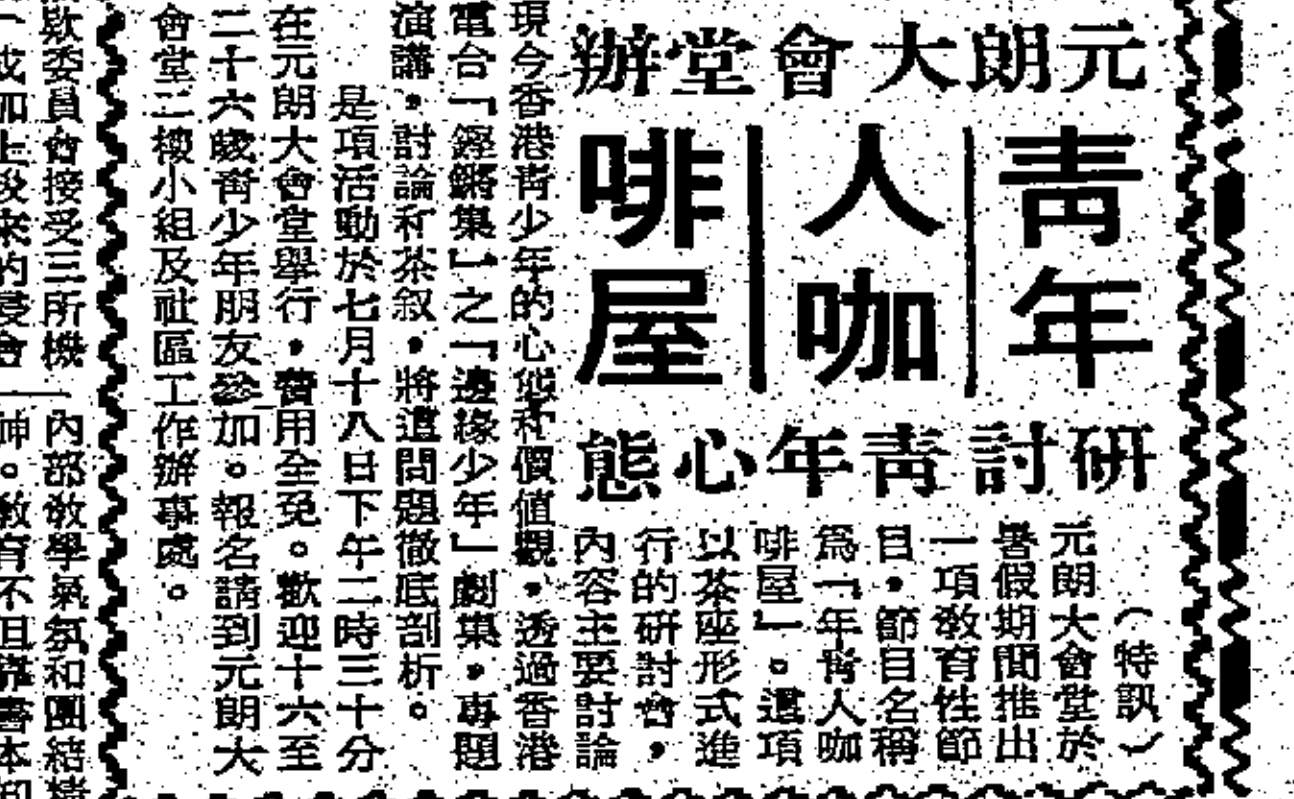 元朗大會堂辦
青年
人咖
啡屋
研討青年心態
（特訊）
元朗大會堂於
暑假期間推出
一項教育性節
目，節目名稱
為「年青人咖
啡屋」。這項
以茶座形式進
行的研討會，
內容主要討論
現今香港青少年的心態和價值觀，透過香港
電台「鏗鏘集」之「邊緣少年」劇集，專題
演講，討論和茶敘，將這問題徹底剖析。
是項活動於七月十八日下午二時三十分
在元朗大會堂舉行，費用全免。歡迎十六至
二十六歲青少年朋友參加。報名請到元朗大
會堂二樓小組及社區工作辦事處。
委員會接受三所機
內部教學氣氛和團結精
教育不但靠書本知